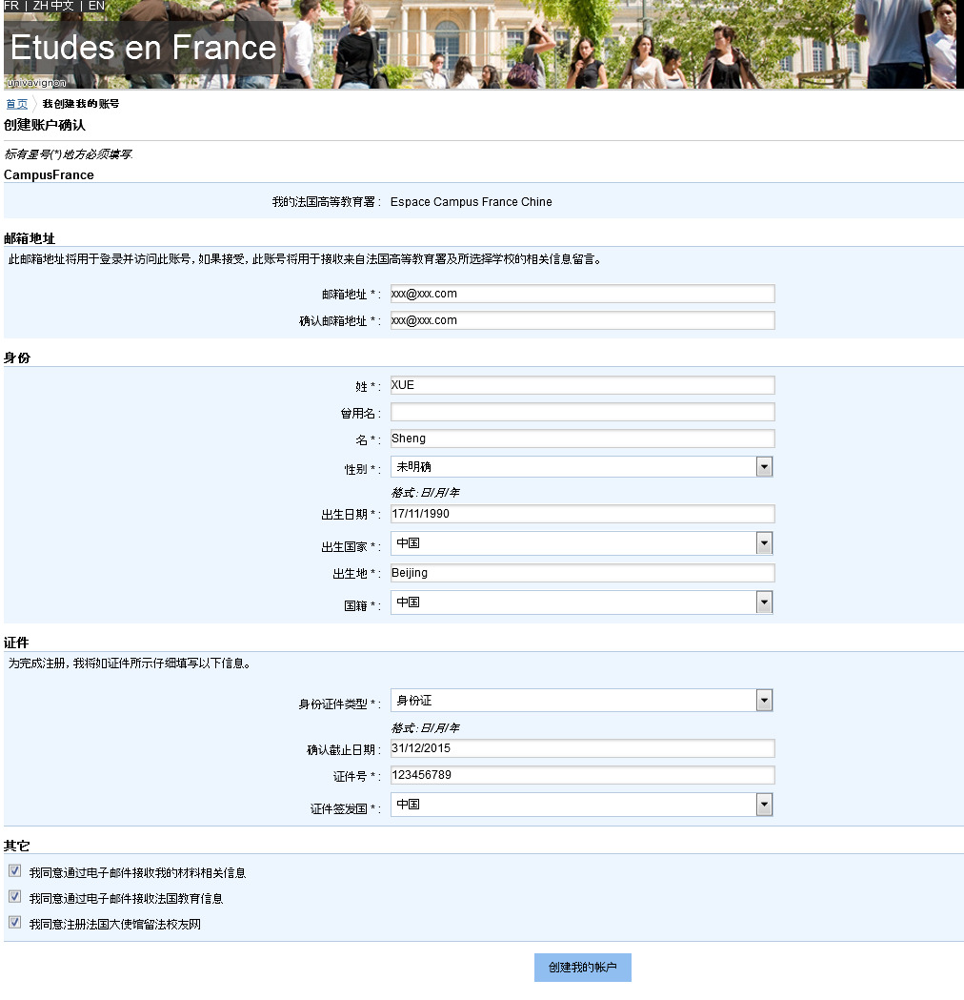 FR | ZH 中文 | EN
Etudes en France
univavignon
首页 我创建我的账号
创建账户确认
标有星号(*)地方必须填写.
CampusFrance
我的法国高等教育署 : Espace Campus France Chine
邮箱地址
此邮箱地址将用于登录并访问此账号, 如果接受, 此账号将用于接收来自法国高等教育署及所选择学校的相关信息留言。
邮箱地址 * : xxx@xxx.com
确认邮箱地址 * : xxx@xxx.com
身份
姓 * : XUE
曾用名 :
名 * : Sheng
性别 * : 未明确
格式 : 日/月/年
出生日期 * : 17/11/1990
出生国家 * : 中国
出生地 * : Beijing
国籍 * : 中国
证件
为完成注册, 我将如证件所示仔细填写以下信息。
身份证件类型 * : 身份证
格式 : 日/月/年
确认截止日期 : 31/12/2015
证件号 * : 123456789
证件签发国 * : 中国
其它
我同意通过电子邮件接收我的材料相关信息
我同意通过电子邮件接收法国教育信息
我同意注册法国大使馆留法校友网
创建我的帐户